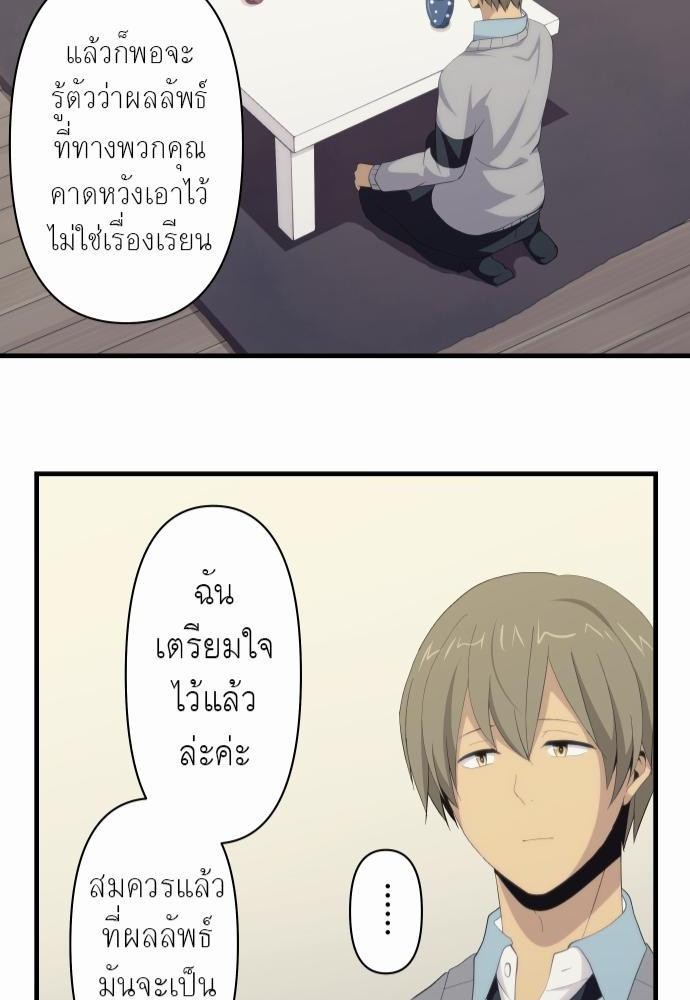 แล้วก็พอจะ
รู้ตัวว่าผลลัพธ์
ที่ทางพวกคุณ
คาดหวังเอาไว้
ไม่ใช่เรื่องเรียน
ฉัน
เตรียมใจ
ไว้แล้ว
ล่ะค่ะ
สมควรแล้ว
ที่ผลลัพธ์
มันจะเป็น
......